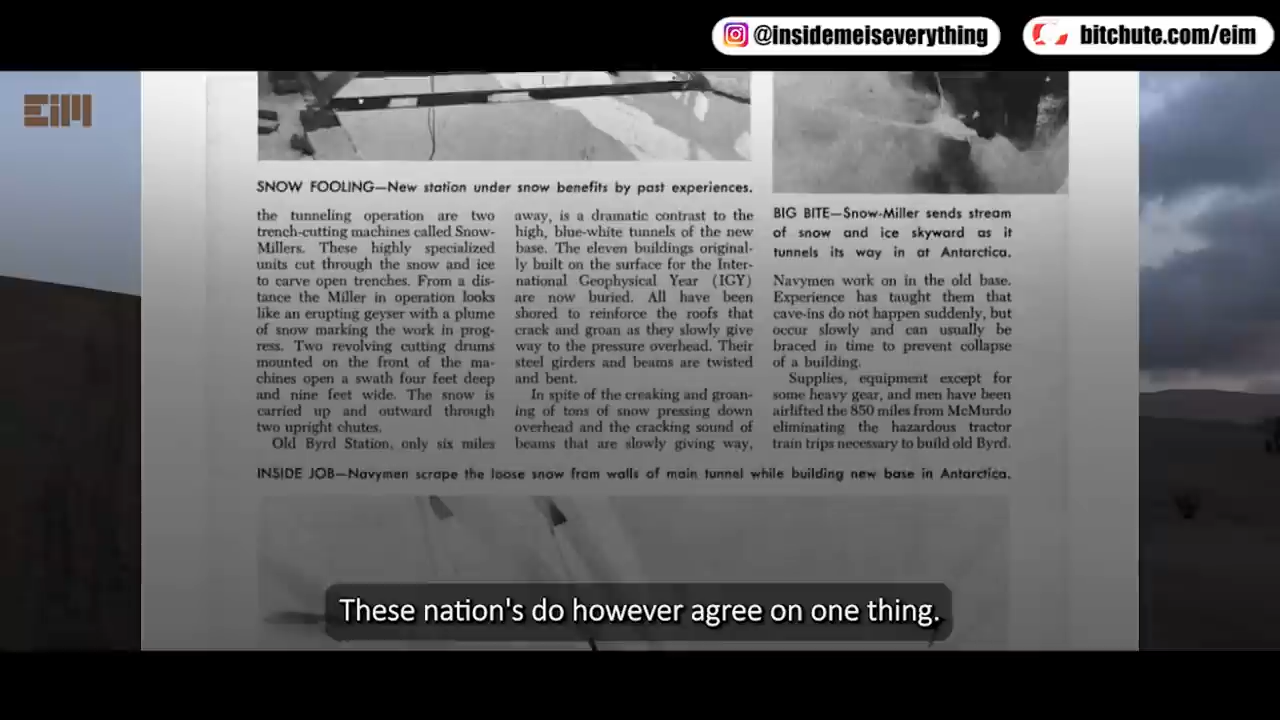 @insidemeiseverything
bitchute.com/eim
EIM
SNOW FOOLING—New station under snow benefits by past experiences.
the tunneling operation are two
trench-cutting machines called Snow-
Millers. These highly specialized
units cut through the snow and ice
to carve open trenches. From a dis-
tance the Miller in operation looks
like an erupting geyser with a plume
of snow marking the work in prog-
ress. Two revolving cutting drums
mounted on the front of the ma-
chines open a swath four feet deep
and nine feet wide. The snow is
carried up and outward through
two upright chutes.
Old Byrd Station, only six miles
away, is a dramatic contrast to the
high, blue-white tunnels of the new
base. The eleven buildings original-
ly built on the surface for the Inter-
national Geophysical Year (IGY)
are now buried. All have been
shored to reinforce the roofs that
crack and groan as they slowly give
way to the pressure overhead. Their
steel girders and beams are twisted
and bent.
In spite of the creaking and groan-
ing of tons of snow pressing down
overhead and the cracking sound of
beams that are slowly giving way,
BIG BITE—Snow-Miller sends stream
of snow and ice skyward as it
tunnels its way in at Antarctica.
Navymen work on in the old base.
Experience has taught them that
cave-ins do not happen suddenly, but
occur slowly and can usually be
braced in time to prevent collapse
of a building.
Supplies, equipment except for
some heavy gear, and men have been
airlifted the 850 miles from McMurdo
eliminating the hazardous tractor
train trips necessary to build old Byrd.
INSIDE JOB—Navymen scrape the loose snow from walls of main tunnel while building new base in Antarctica.
These nation's do however agree on one thing.